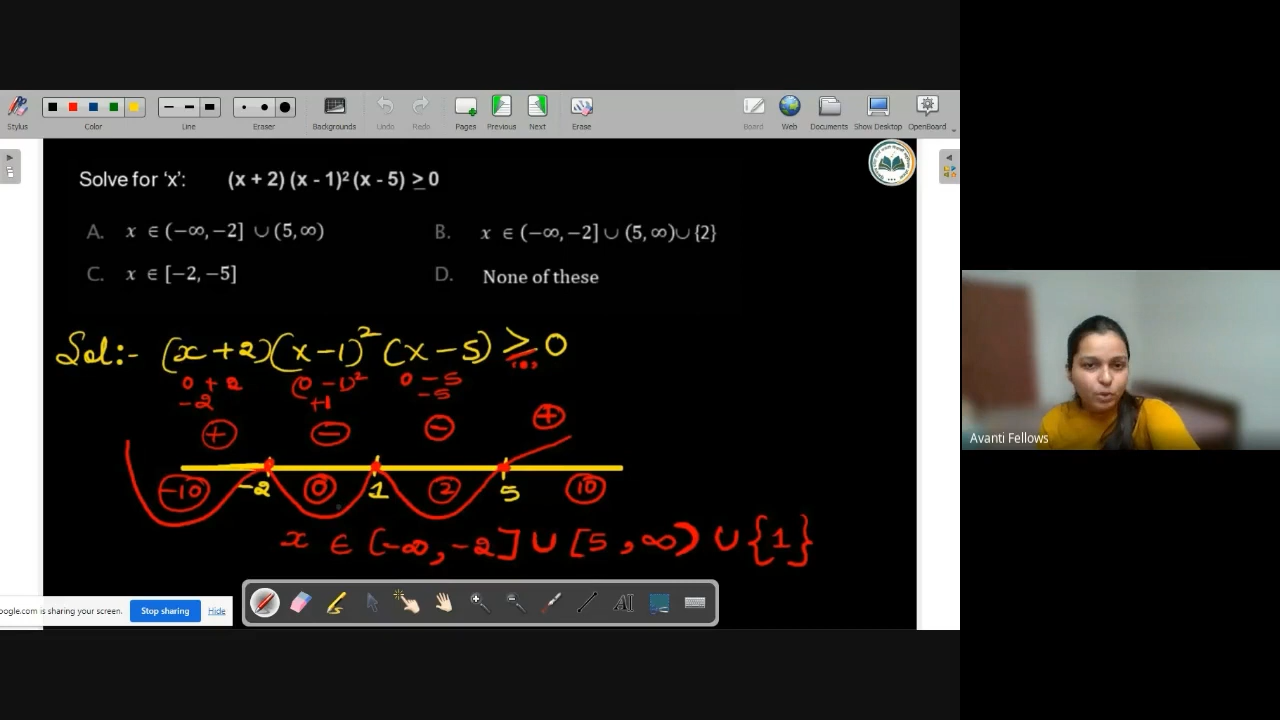 Stylus Color Line Eraser Backgrounds Undo Redo Pages Previous Next Erase Board Web Documents Show Desktop OpenBoard
Solve for ‘x’: (x + 2) (x - 1)² (x - 5) ≥ 0
A. x ∈ (−∞, −2] ∪ (5, ∞)
B. x ∈ (−∞, −2] ∪ (5, ∞) ∪ {2}
C. x ∈ [−2, −5]
D. None of these
Sol:- (x+2)(x-1)² (x-5) ≥ 0
0 + 2 (0 - 1)² 0 - 5
-2 +1 -5
+ - - +
-10 -2 0 1 2 5 10
x ∈ (-∞, -2] ∪ [5, ∞) ∪ {1}
Avanti Fellows
oogle.com is sharing your screen. Stop sharing Hide